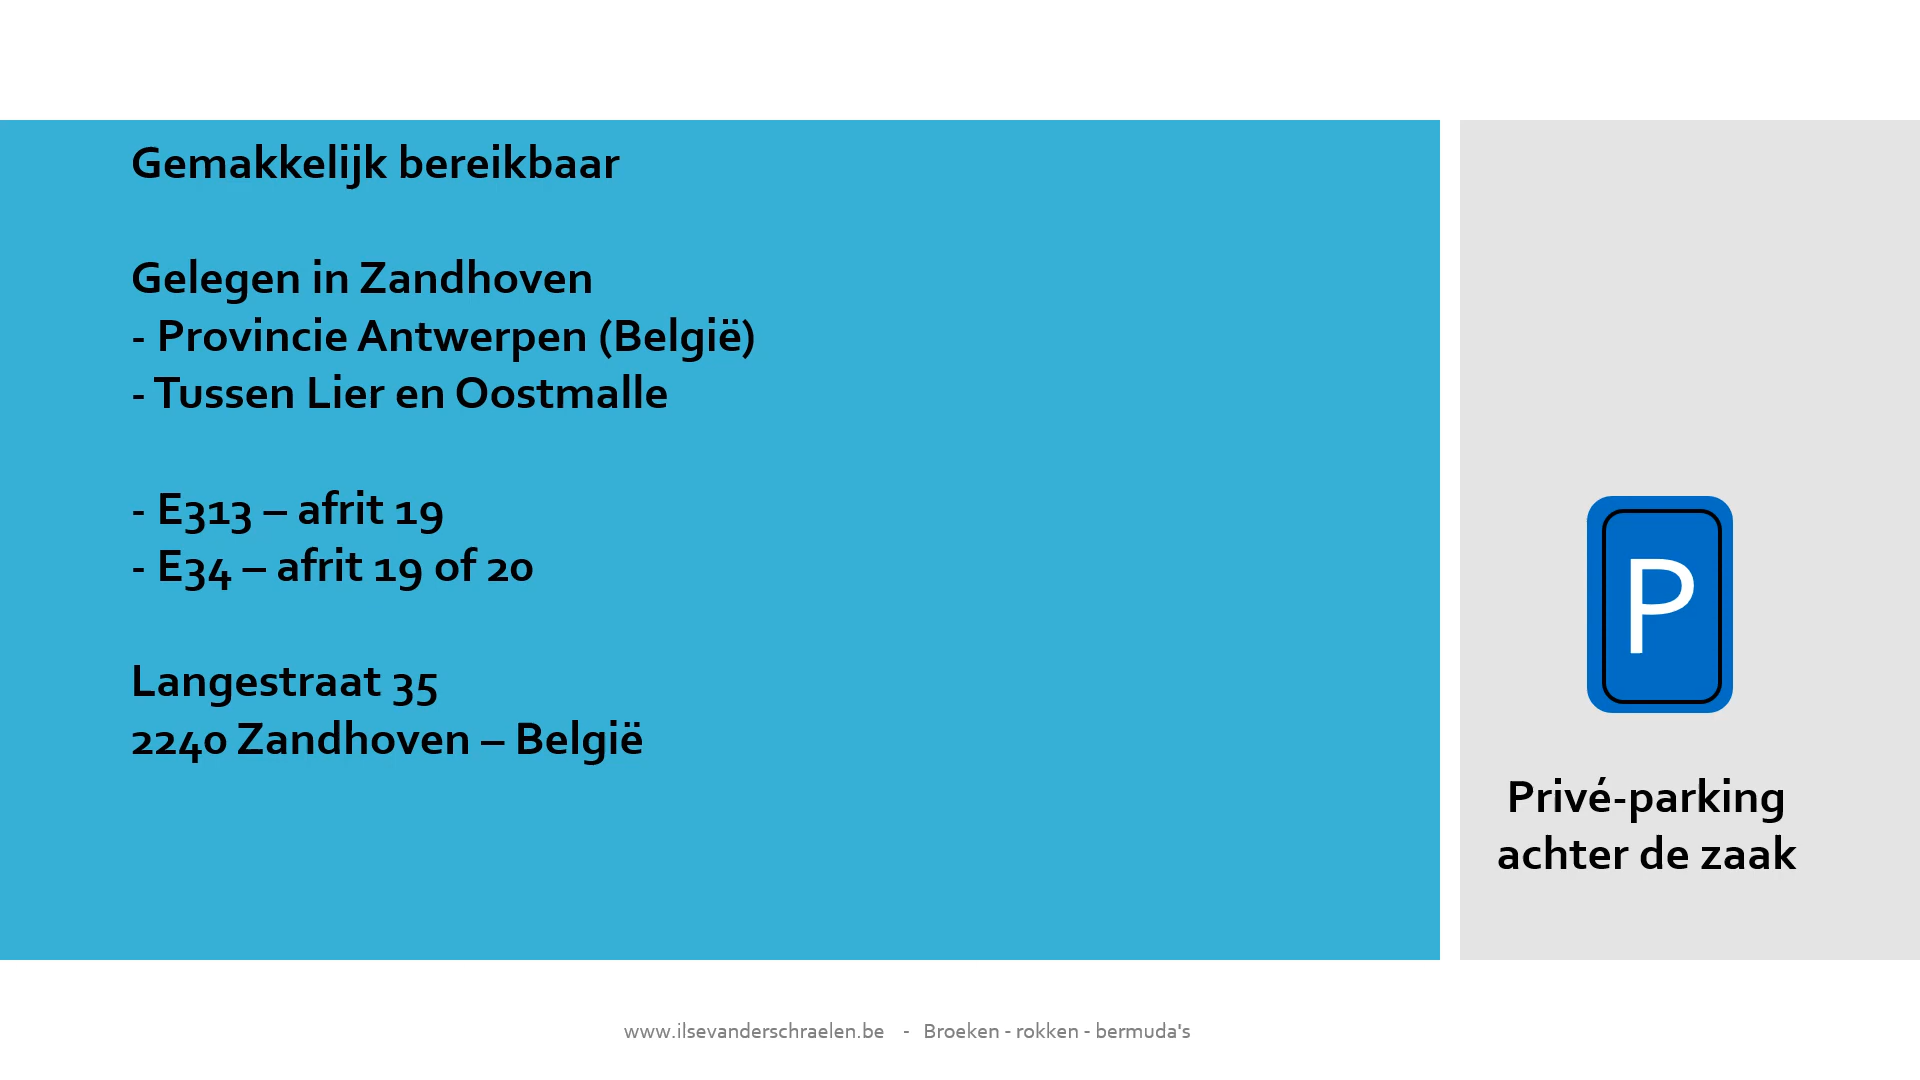 Gemakkelijk bereikbaar
Gelegen in Zandhoven
- Provincie Antwerpen (België)
- Tussen Lier en Oostmalle
- E313 – afrit 19
- E34 – afrit 19 of 20
Langestraat 35
2240 Zandhoven – België
P
Privé-parking
achter de zaak
www.ilsevanderschraelen.be - Broeken - rokken - bermuda's